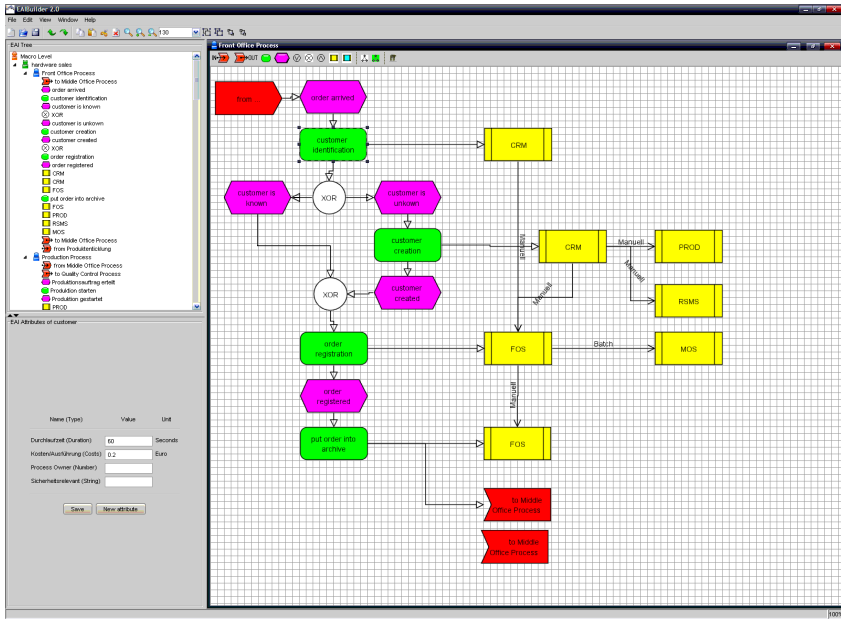 EAIBuilder 2.0
File Edit View Window Help
130
EAI Tree
Macro Level
hardware sales
Front Office Process
to Middle Office Process
order arrived
customer identification
customer is known
XOR
customer is unkown
customer creation
customer created
XOR
order registration
order registered
CRM
CRM
FOS
put order into archive
FOS
PROD
RSMS
MOS
to Middle Office Process
from Produktenticklung
Production Process
from Middle Office Process
to Quality Control Process
Produktionsauftrag erteilt
Produktion starten
Produktion gestartet
PROD
EAI Attributes of customer
Name (Type) Value Unit
Durchlaufzeit (Duration) 60 Seconds
Kosten/Ausführung (Costs) 0.2 Euro
Process Owner (Number)
Sicherheitsrelevant (String)
Save New attribute
Front Office Process
IN OUT
from ...
order arrived
customer
identification
CRM
customer is
known
XOR
customer is
unkown
customer
creation
Manuell
CRM
Manuell
PROD
Manuell
customer
created
XOR
Manuell
RSMS
order
registration
FOS
Batch
MOS
order
registered
Manuell
put order into
archive
FOS
to Middle
Office Process
to Middle
Office Process
100%